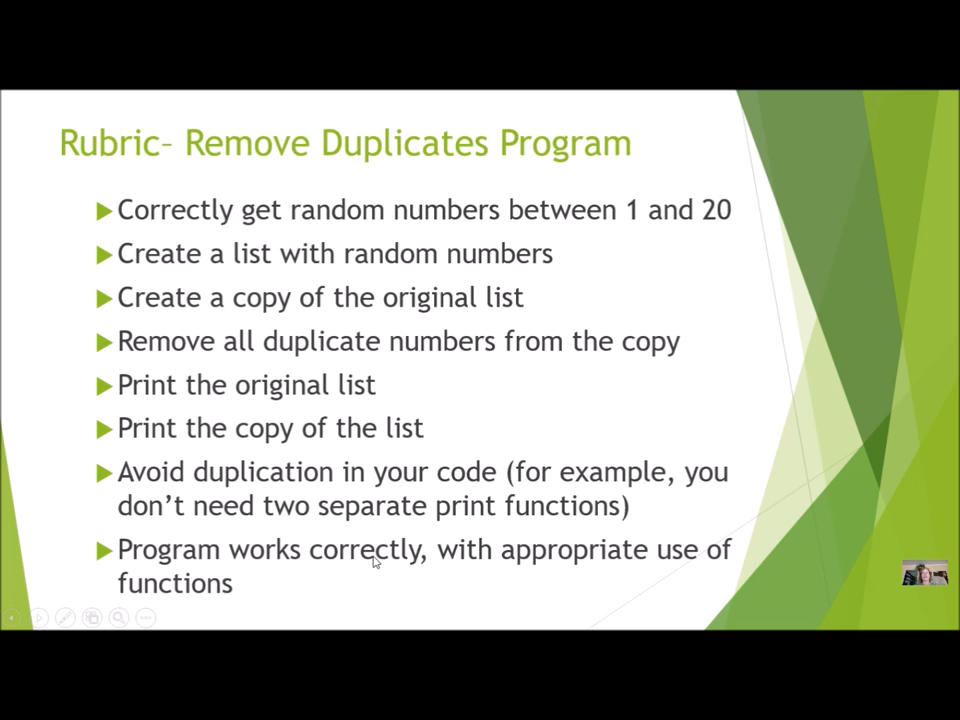 Rubric– Remove Duplicates Program
Correctly get random numbers between 1 and 20
Create a list with random numbers
Create a copy of the original list
Remove all duplicate numbers from the copy
Print the original list
Print the copy of the list
Avoid duplication in your code (for example, you
don’t need two separate print functions)
Program works correctly, with appropriate use of
functions